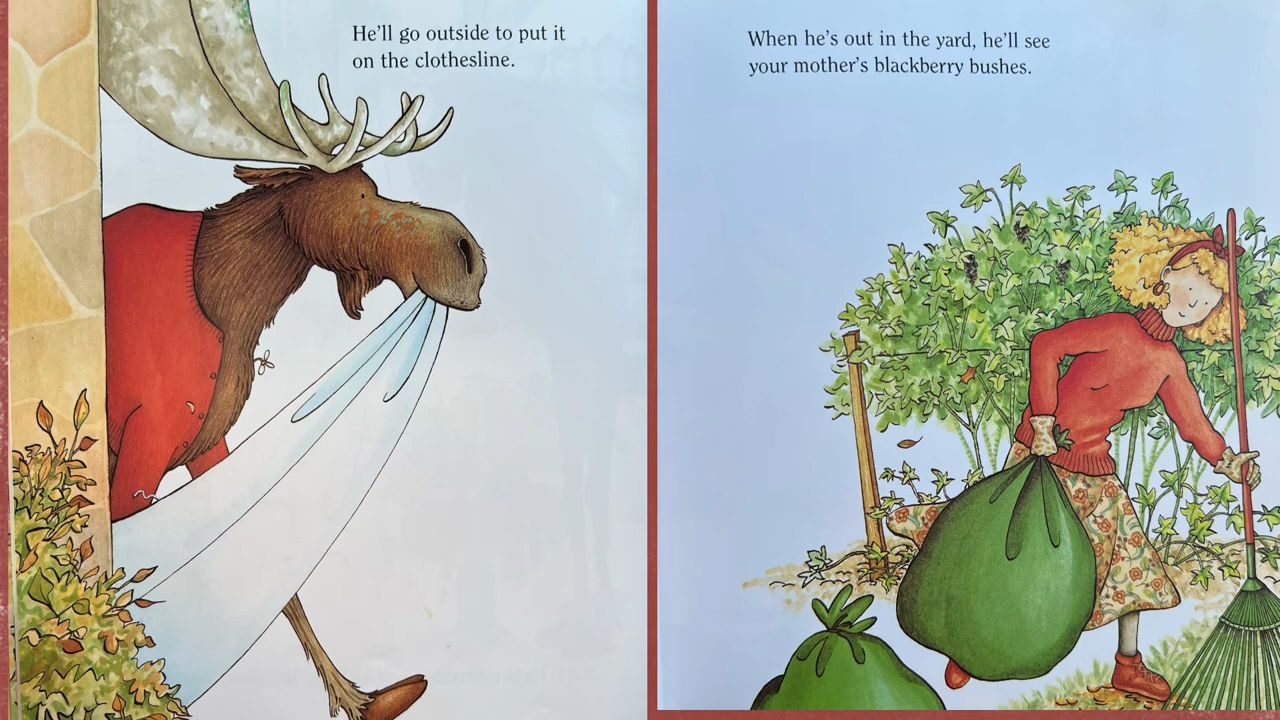 He'll go outside to put it
on the clothesline.
When he's out in the yard, he'll see
your mother's blackberry bushes.